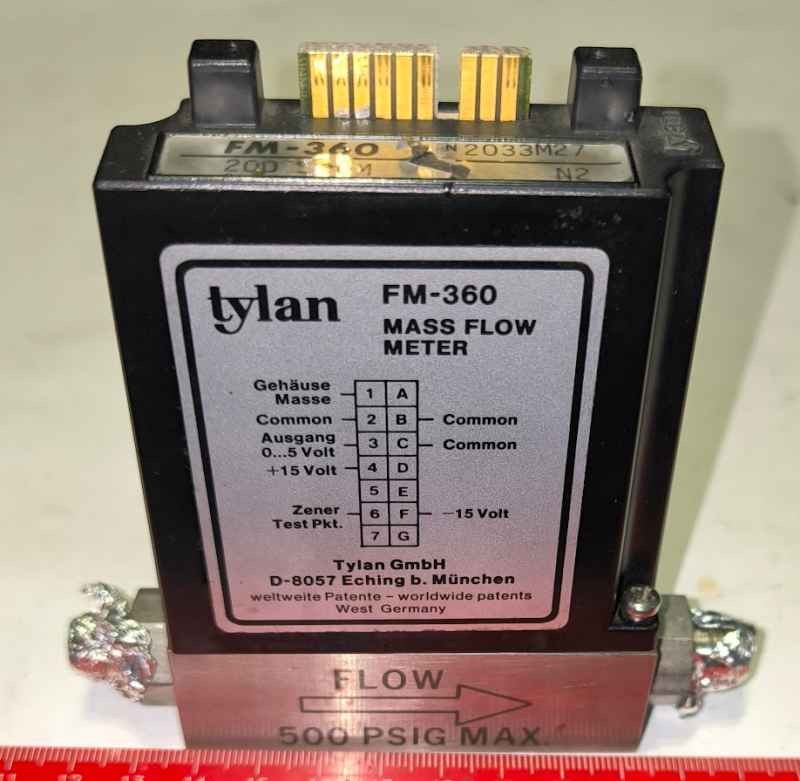 FM-360 N2033M27
N2
tylan FM-360
MASS FLOW
METER
Gehäuse
Masse 1 A
Common 2 B Common
Ausgang
0...5 Volt 3 C Common
+15 Volt 4 D
5 E
Zener
Test Pkt. 6 F −15 Volt
7 G
Tylan GmbH
D-8057 Eching b. München
weltweite Patente – worldwide patents
West Germany
FLOW
500 PSIG MAX.